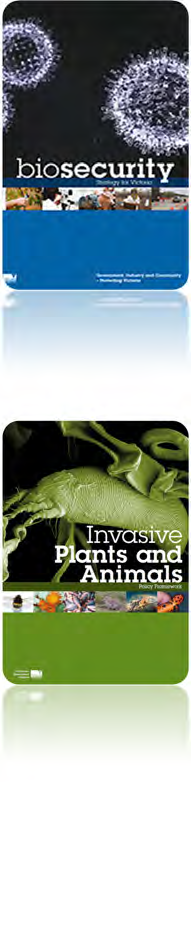 biosecurity
Strategy for Victoria
Government, Industry and Community
– Protecting Victoria
Invasive
Plants and
Animals
Policy Framework